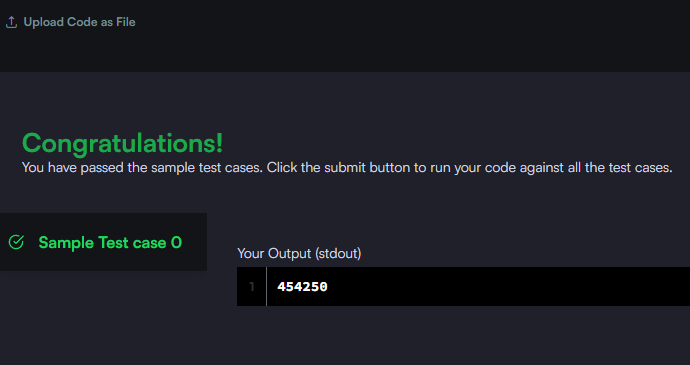 Upload Code as File
Congratulations!
You have passed the sample test cases. Click the submit button to run your code against all the test cases.
Sample Test case 0
Your Output (stdout)
1 454250